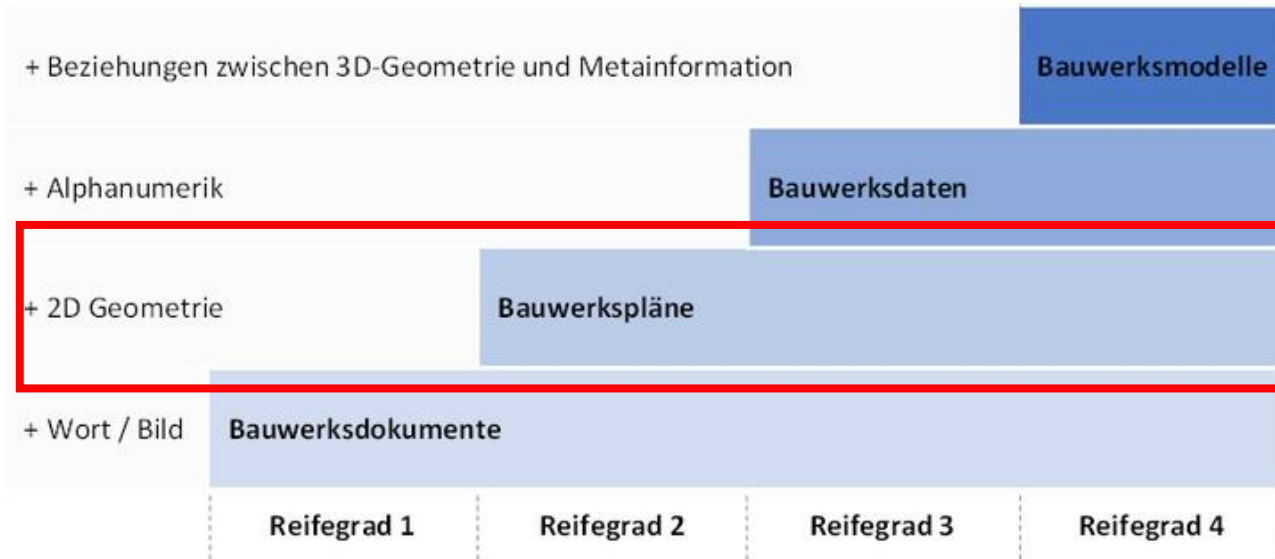 + Beziehungen zwischen 3D-Geometrie und Metainformation Bauwerksmodelle
+ Alphanumerik Bauwerksdaten
+ 2D Geometrie Bauwerkspläne
+ Wort / Bild Bauwerksdokumente
Reifegrad 1 Reifegrad 2 Reifegrad 3 Reifegrad 4